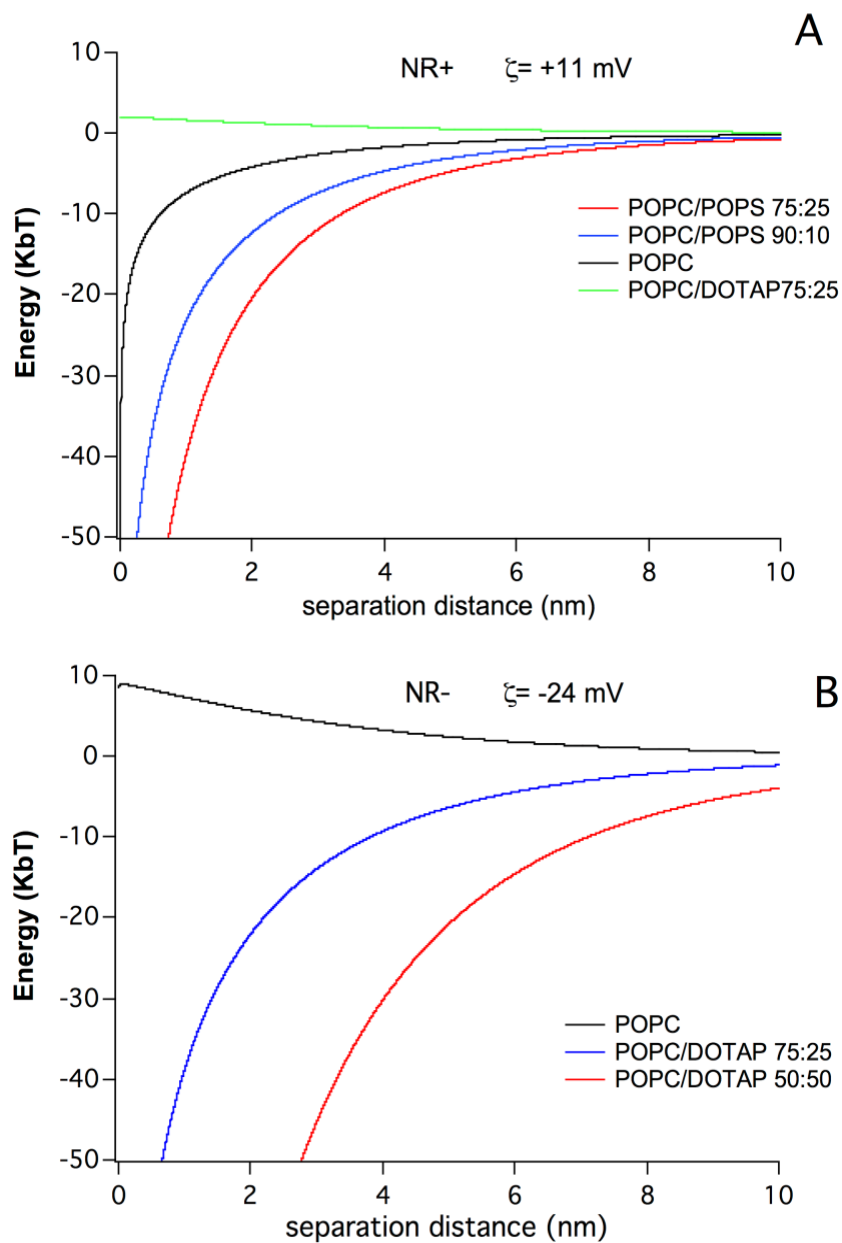 A
NR+ ζ= +11 mV
10
0
-10
-20
-30
-40
-50
Energy (KbT)
POPC/POPS 75:25
POPC/POPS 90:10
POPC
POPC/DOTAP75:25
0 2 4 6 8 10
separation distance (nm)
B
NR- ζ= -24 mV
10
0
-10
-20
-30
-40
-50
Energy (KbT)
POPC
POPC/DOTAP 75:25
POPC/DOTAP 50:50
0 2 4 6 8 10
separation distance (nm)